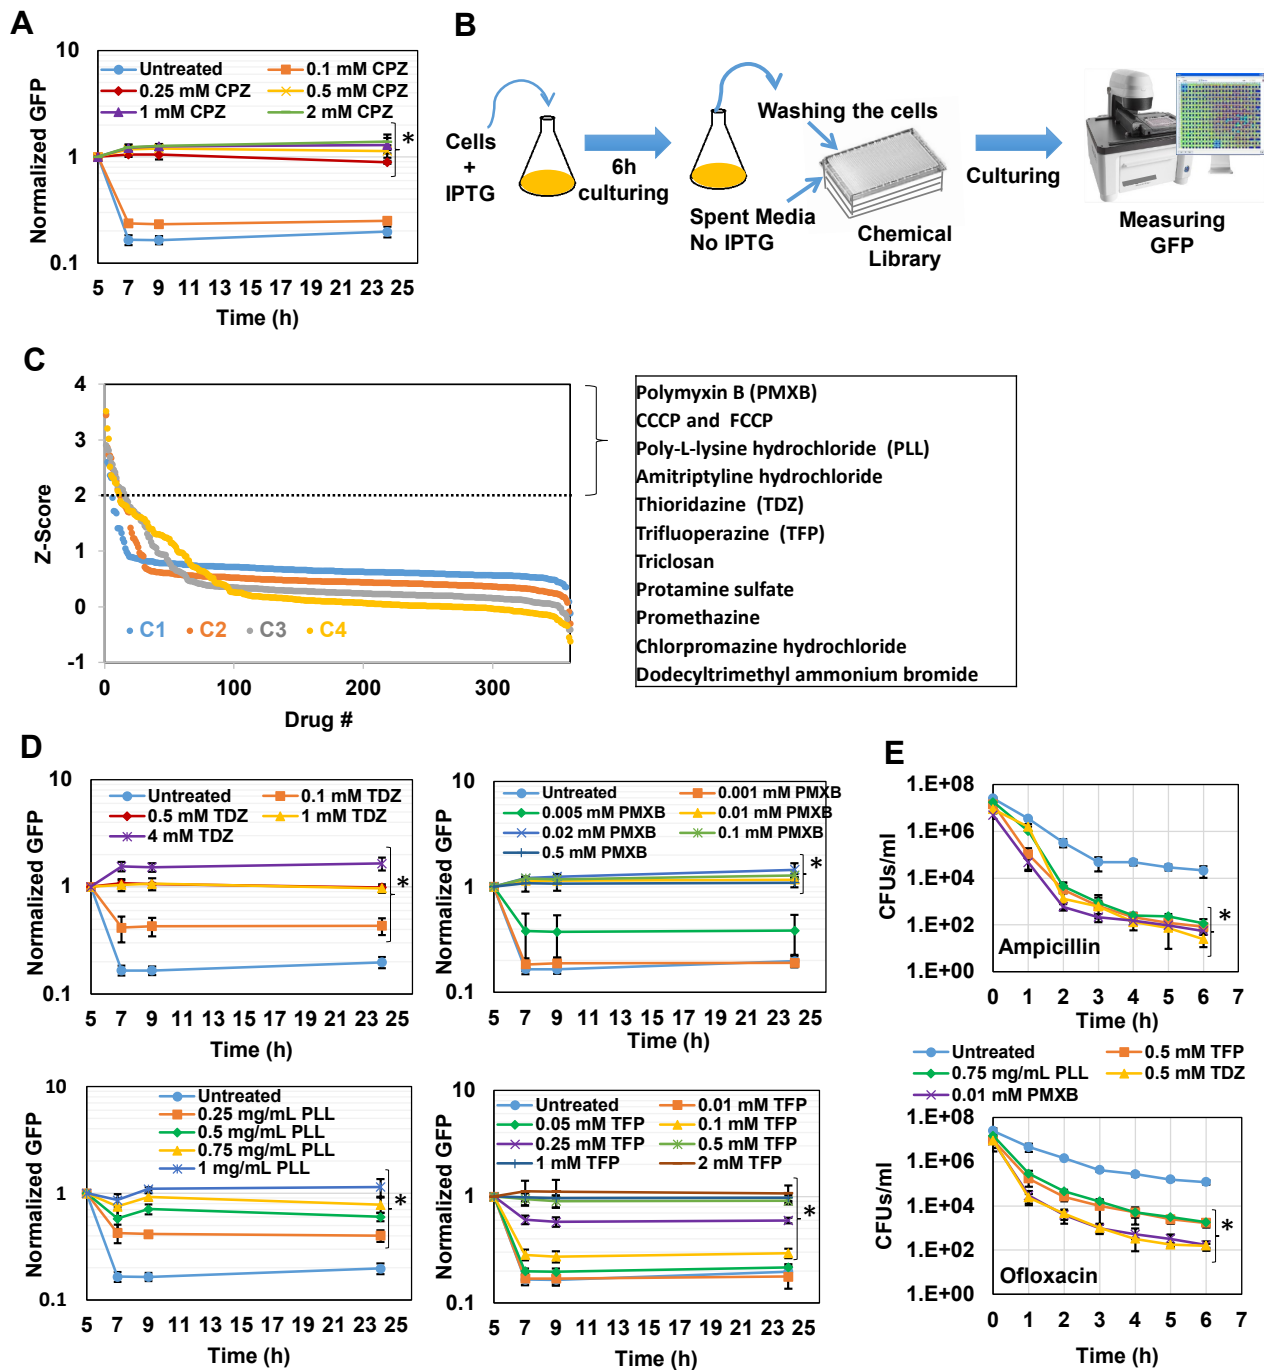 A
10
1
0.1
Normalized GFP
Untreated
0.1 mM CPZ
0.25 mM CPZ
0.5 mM CPZ
1 mM CPZ
2 mM CPZ
*
5 7 9 11 13 15 17 19 21 23 25
Time (h)
B
Cells
+
IPTG
6h
culturing
Washing the cells
Spent Media
No IPTG
Chemical
Library
Culturing
Measuring
GFP
C
4
3
2
1
0
-1
Z-Score
C1 C2 C3 C4
0 100 200 300
Drug #
Polymyxin B (PMXB)
CCCP and FCCP
Poly-L-lysine hydrochloride (PLL)
Amitriptyline hydrochloride
Thioridazine (TDZ)
Trifluoperazine (TFP)
Triclosan
Protamine sulfate
Promethazine
Chlorpromazine hydrochloride
Dodecyltrimethyl ammonium bromide
D
10
1
0.1
Normalized GFP
Untreated
0.1 mM TDZ
0.5 mM TDZ
1 mM TDZ
4 mM TDZ
*
5 7 9 11 13 15 17 19 21 23 25
Time (h)
10
1
0.1
Normalized GFP
Untreated
0.001 mM PMXB
0.005 mM PMXB
0.01 mM PMXB
0.02 mM PMXB
0.1 mM PMXB
0.5 mM PMXB
*
5 7 9 11 13 15 17 19 21 23 25
Time (h)
10
1
0.1
Normalized GFP
Untreated
0.25 mg/mL PLL
0.5 mg/mL PLL
0.75 mg/mL PLL
1 mg/mL PLL
*
5 7 9 11 13 15 17 19 21 23 25
Time (h)
10
1
0.1
Normalized GFP
Untreated
0.01 mM TFP
0.05 mM TFP
0.1 mM TFP
0.25 mM TFP
0.5 mM TFP
1 mM TFP
2 mM TFP
*
5 7 9 11 13 15 17 19 21 23 25
Time (h)
E
1.E+08
1.E+06
1.E+04
1.E+02
1.E+00
CFUs/ml
Ampicillin
*
0 1 2 3 4 5 6 7
Time (h)
Untreated
0.5 mM TFP
0.75 mg/mL PLL
0.5 mM TDZ
0.01 mM PMXB
1.E+08
1.E+06
1.E+04
1.E+02
1.E+00
CFUs/ml
Ofloxacin
*
0 1 2 3 4 5 6 7
Time (h)